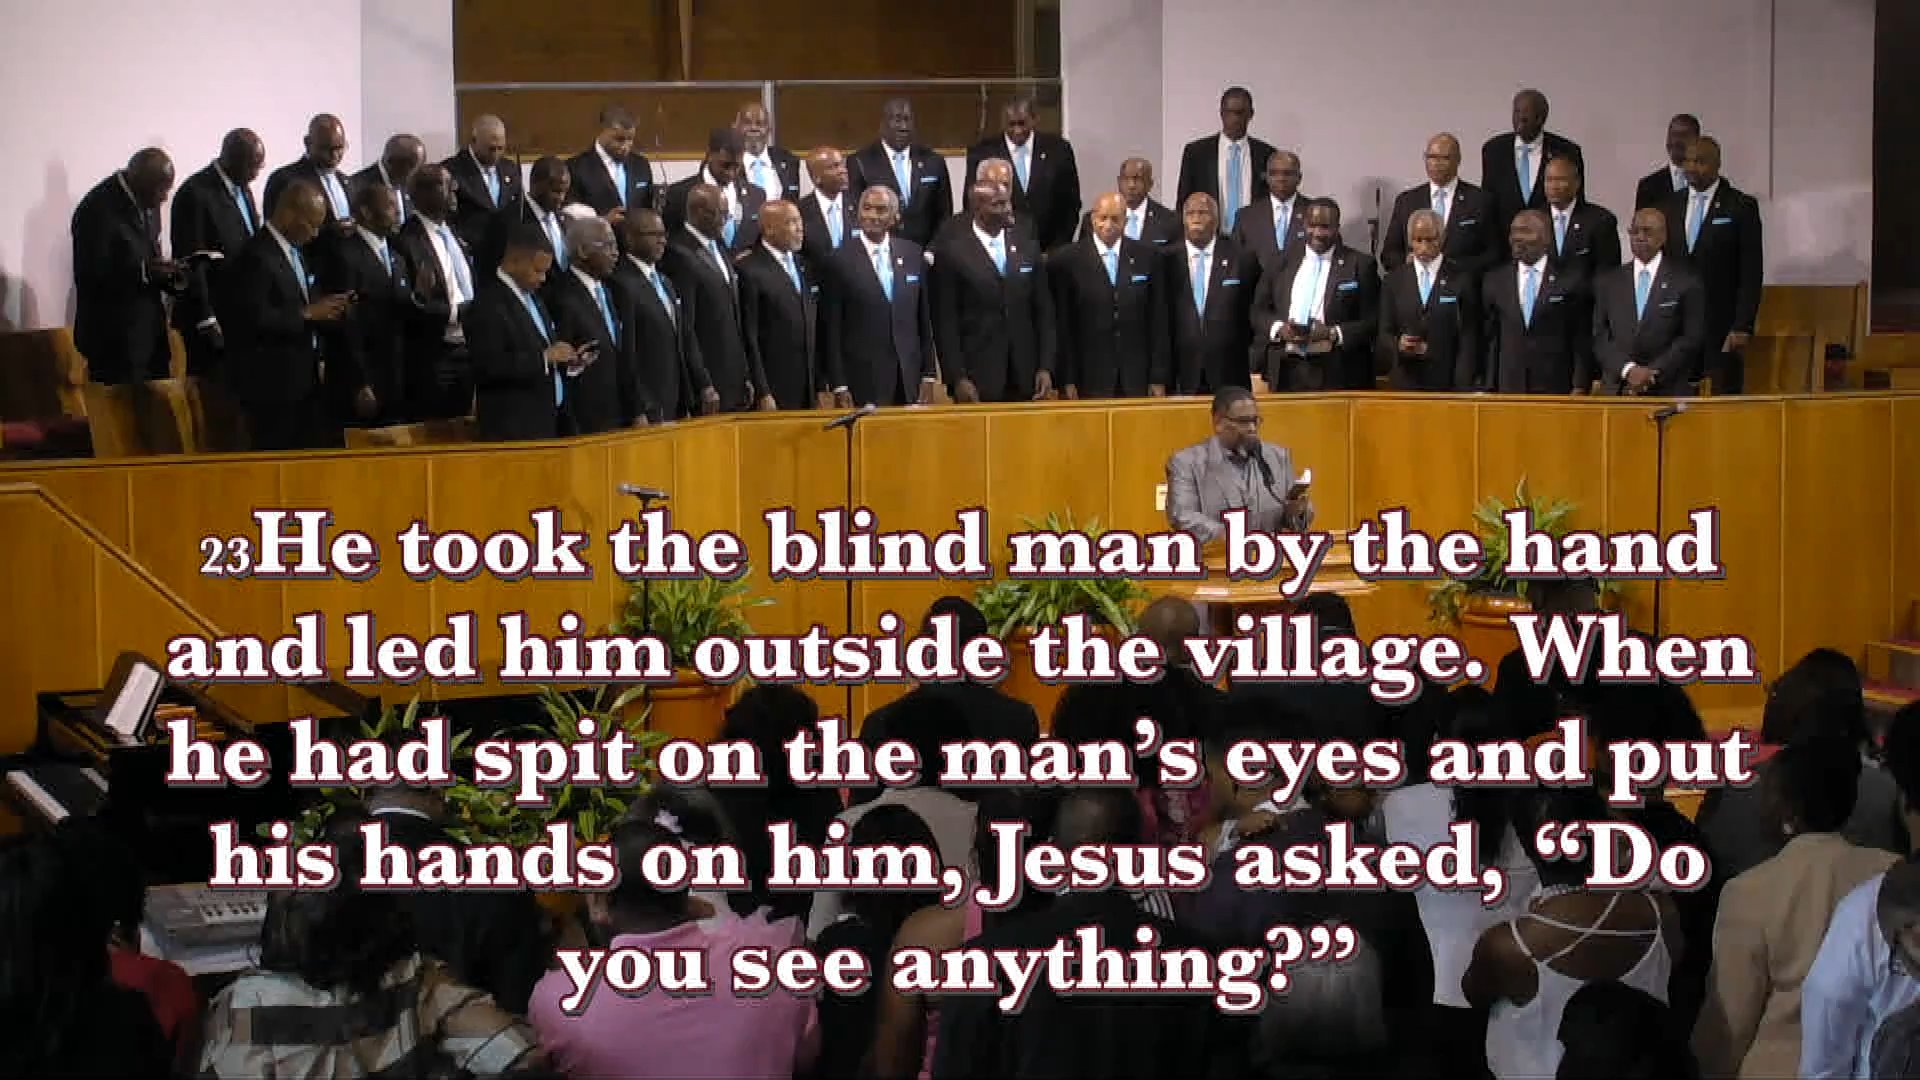 23He took the blind man by the hand
and led him outside the village. When
he had spit on the man’s eyes and put
his hands on him, Jesus asked, “Do
you see anything?”